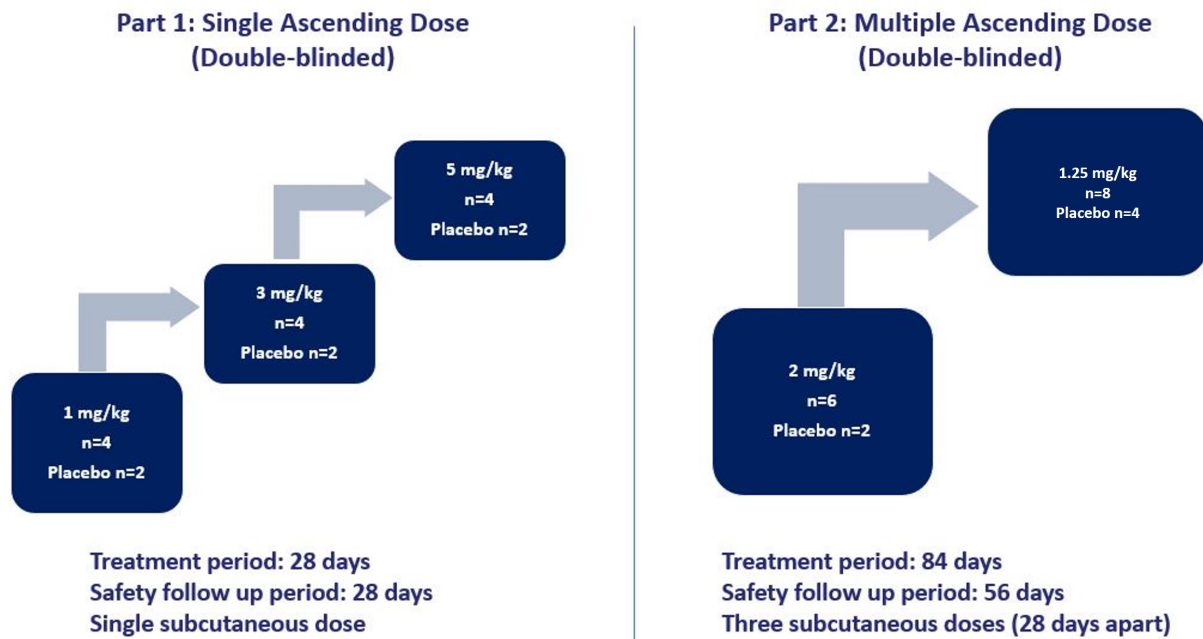 Part 1: Single Ascending Dose
(Double-blinded)
5 mg/kg
n=4
Placebo n=2
3 mg/kg
n=4
Placebo n=2
1 mg/kg
n=4
Placebo n=2
Treatment period: 28 days
Safety follow up period: 28 days
Single subcutaneous dose
Part 2: Multiple Ascending Dose
(Double-blinded)
1.25 mg/kg
n=8
Placebo n=4
2 mg/kg
n=6
Placebo n=2
Treatment period: 84 days
Safety follow up period: 56 days
Three subcutaneous doses (28 days apart)